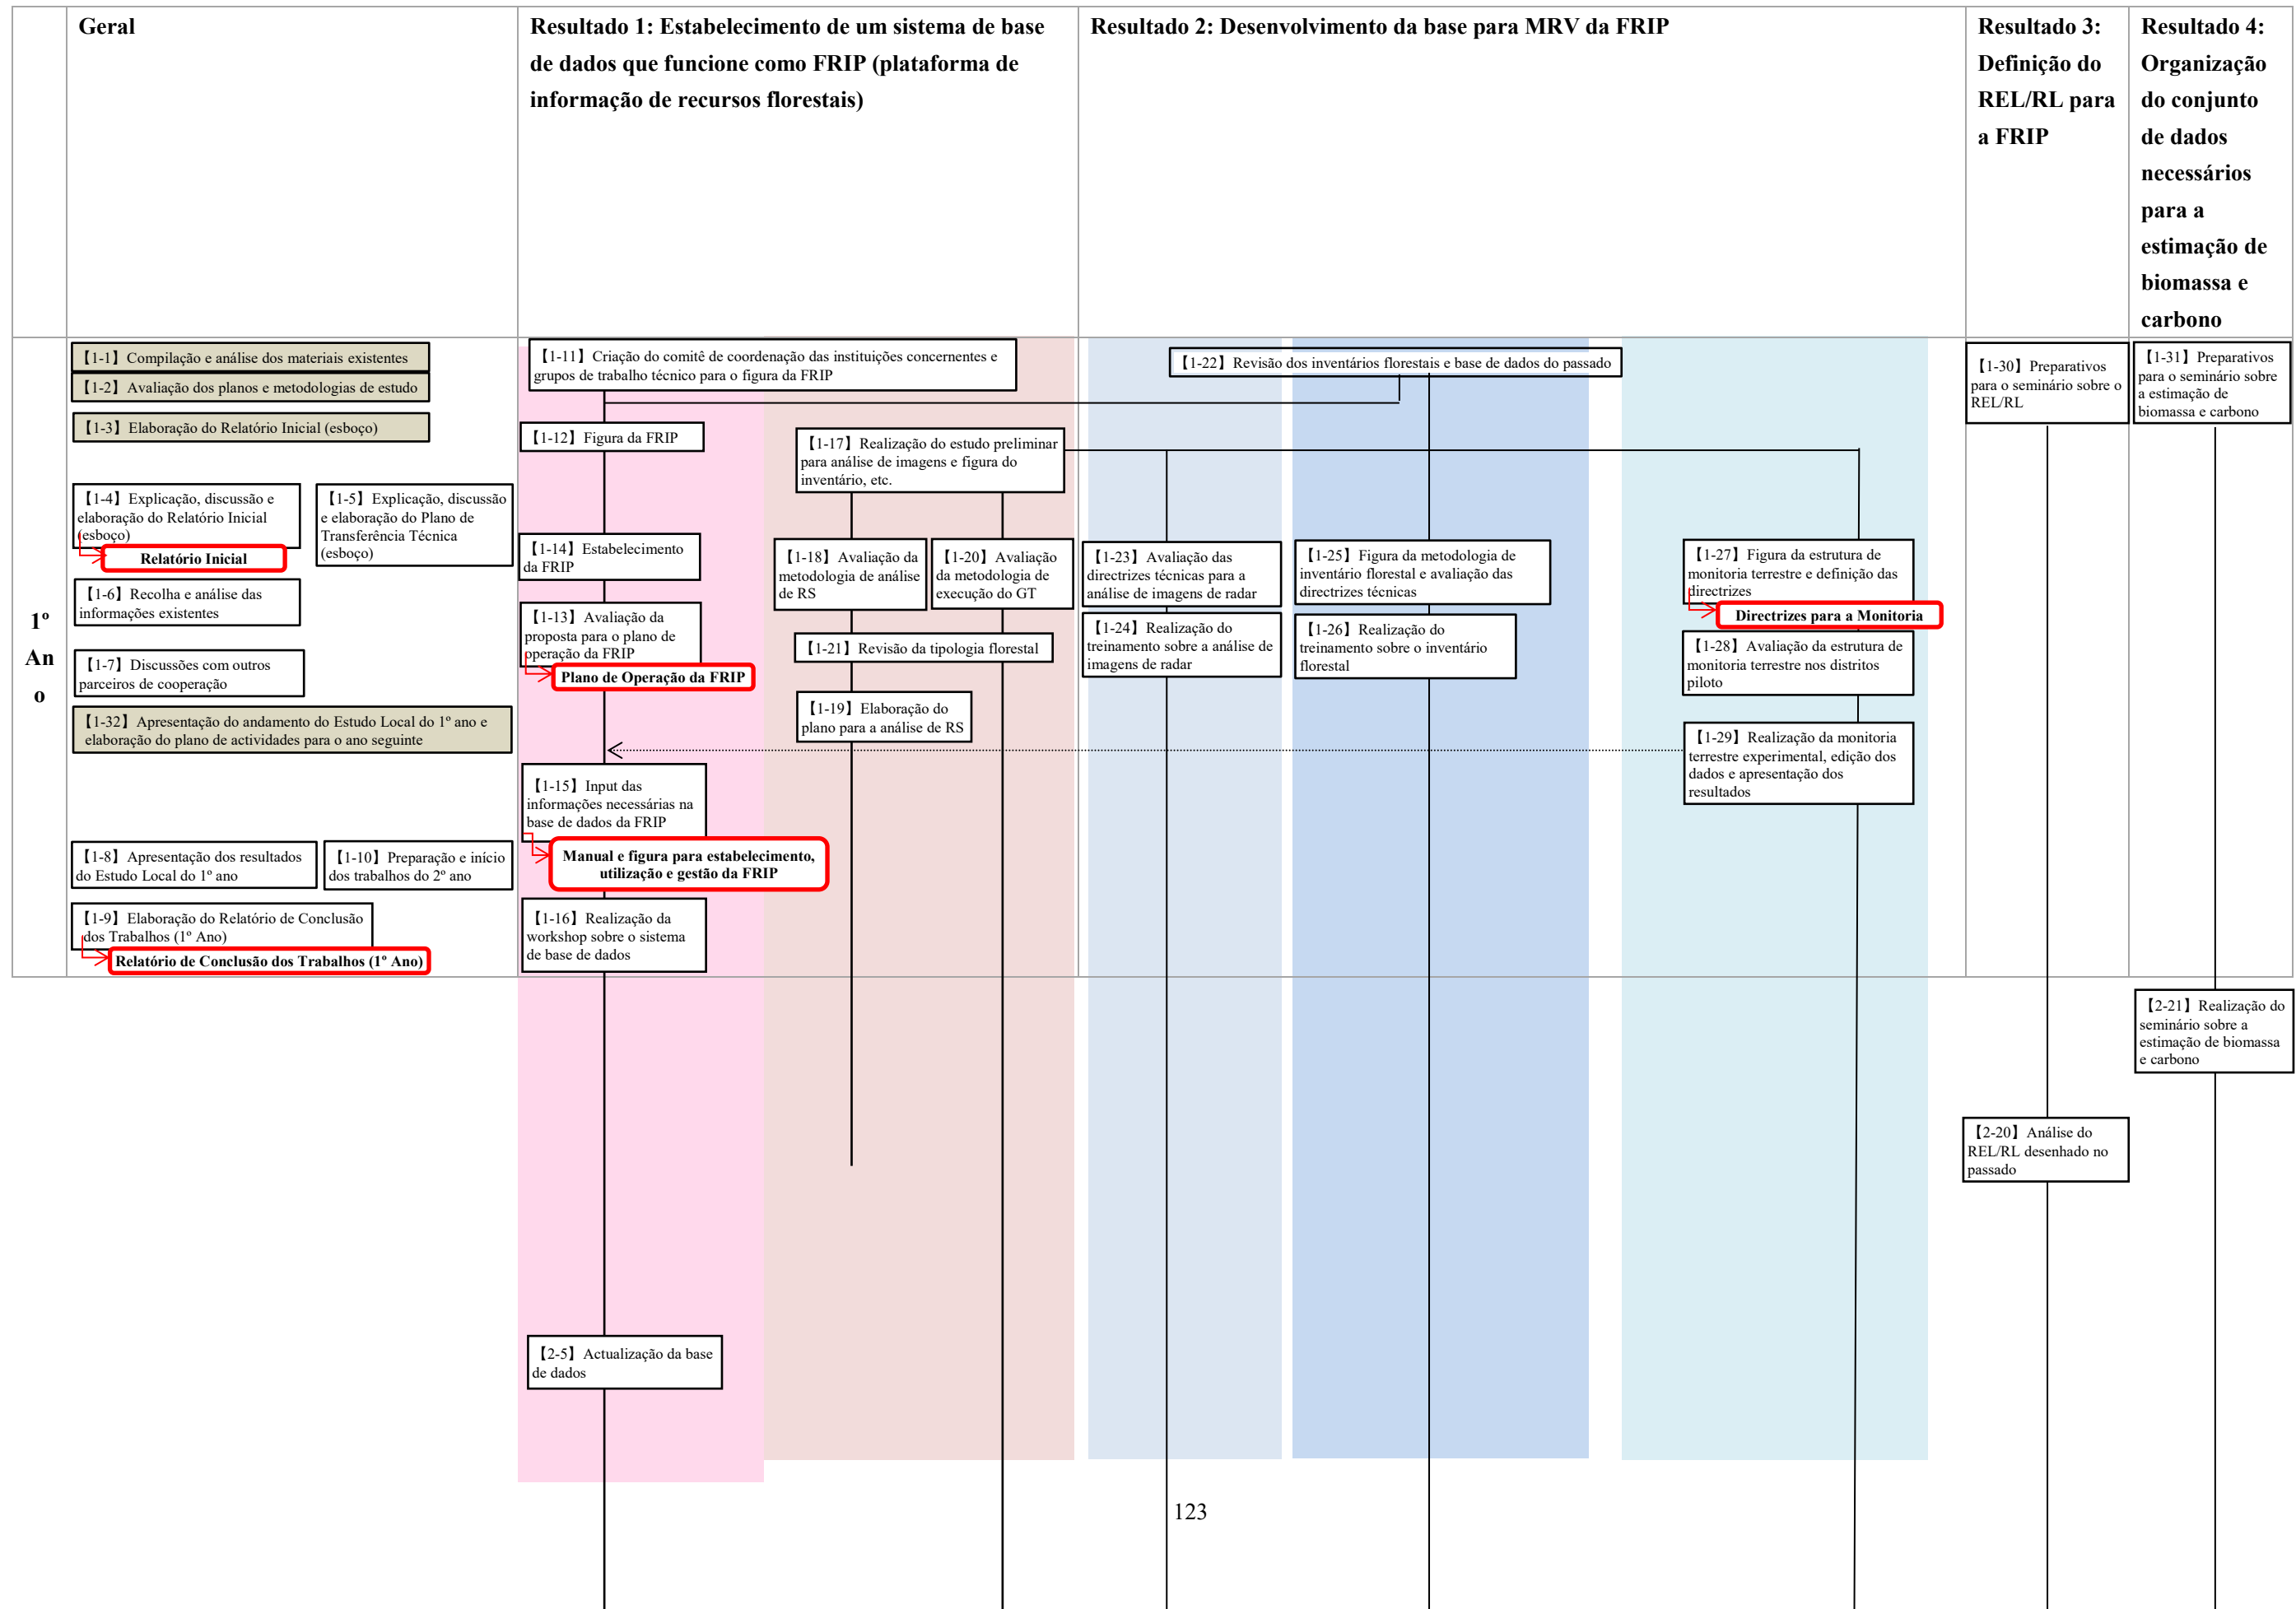 Geral
Resultado 1: Estabelecimento de um sistema de base
de dados que funcione como FRIP (plataforma de
informação de recursos florestais)
Resultado 2: Desenvolvimento da base para MRV da FRIP
Resultado 3:
Definição do
REL/RL para
a FRIP
Resultado 4:
Organização
do conjunto
de dados
necessários
para a
estimação de
biomassa e
carbono
1º
An
o
【1-1】Compilação e análise dos materiais existentes
【1-2】Avaliação dos planos e metodologias de estudo
【1-3】Elaboração do Relatório Inicial (esboço)
【1-4】Explicação, discussão e
elaboração do Relatório Inicial
(esboço)
Relatório Inicial
【1-5】Explicação, discussão
e elaboração do Plano de
Transferência Técnica
(esboço)
【1-6】Recolha e análise das
informações existentes
【1-7】Discussões com outros
parceiros de cooperação
【1-32】Apresentação do andamento do Estudo Local do 1º ano e
elaboração do plano de actividades para o ano seguinte
【1-8】Apresentação dos resultados
do Estudo Local do 1º ano
【1-10】Preparação e início
dos trabalhos do 2º ano
【1-9】Elaboração do Relatório de Conclusão
dos Trabalhos (1º Ano)
Relatório de Conclusão dos Trabalhos (1º Ano)
【1-11】Criação do comitê de coordenação das instituições concernentes e
grupos de trabalho técnico para o figura da FRIP
【1-12】Figura da FRIP
【1-14】Estabelecimento
da FRIP
【1-13】Avaliação da
proposta para o plano de
operação da FRIP
Plano de Operação da FRIP
【1-15】Input das
informações necessárias na
base de dados da FRIP
Manual e figura para estabelecimento,
utilização e gestão da FRIP
【1-16】Realização da
workshop sobre o sistema
de base de dados
【1-17】Realização do estudo preliminar
para análise de imagens e figura do
inventário, etc.
【1-18】Avaliação da
metodologia de análise
de RS
【1-20】Avaliação
da metodologia de
execução do GT
【1-21】Revisão da tipologia florestal
【1-19】Elaboração do
plano para a análise de RS
【1-22】Revisão dos inventários florestais e base de dados do passado
【1-23】Avaliação das
directrizes técnicas para a
análise de imagens de radar
【1-24】Realização do
treinamento sobre a análise de
imagens de radar
【1-25】Figura da metodologia de
inventário florestal e avaliação das
directrizes técnicas
【1-26】Realização do
treinamento sobre o inventário
florestal
【1-27】Figura da estrutura de
monitoria terrestre e definição das
directrizes
Directrizes para a Monitoria
【1-28】Avaliação da estrutura de
monitoria terrestre nos distritos
piloto
【1-29】Realização da monitoria
terrestre experimental, edição dos
dados e apresentação dos
resultados
【1-30】Preparativos
para o seminário sobre o
REL/RL
【1-31】Preparativos
para o seminário sobre
a estimação de
biomassa e carbono
【2-21】Realização do
seminário sobre a
estimação de biomassa
e carbono
【2-20】Análise do
REL/RL desenhado no
passado
【2-5】Actualização da base
de dados
123